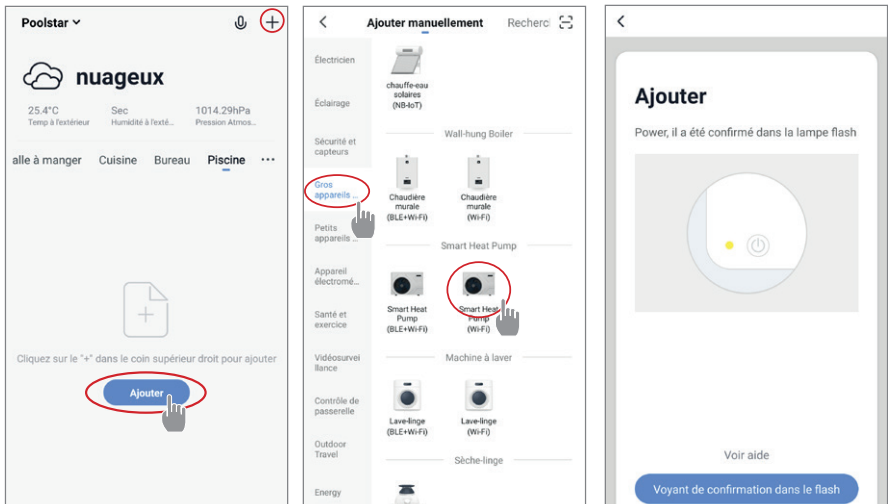 Poolstar
nuageux
25.4°C
Temp à l'extérieur
Sec
Humidité à l'exté...
1014.29hPa
Pression Atmos...
alle à manger Cuisine Bureau Piscine ...
Cliquez sur le "+" dans le coin supérieur droit pour ajouter
Ajouter
Ajouter manuellement
Recherc
Électricien
Éclairage
Sécurité et
capteurs
Gros
appareils ...
Petits
appareils ...
Appareil
électromé...
Santé et
exercice
Vidéosurvei
llance
Contrôle de
passerelle
Outdoor
Travel
Energy
chauffe-eau
solaires
(NB-IoT)
Wall-hung Boiler
Chaudière
murale
(BLE+Wi-Fi)
Chaudière
murale
(Wi-Fi)
Smart Heat Pump
Smart Heat
Pump
(BLE+Wi-Fi)
Smart Heat
Pump
(Wi-Fi)
Machine à laver
Lave-linge
(BLE+Wi-Fi)
Lave-linge
(Wi-Fi)
Sèche-linge
Ajouter
Power, il a été confirmé dans la lampe flash
Voir aide
Voyant de confirmation dans le flash